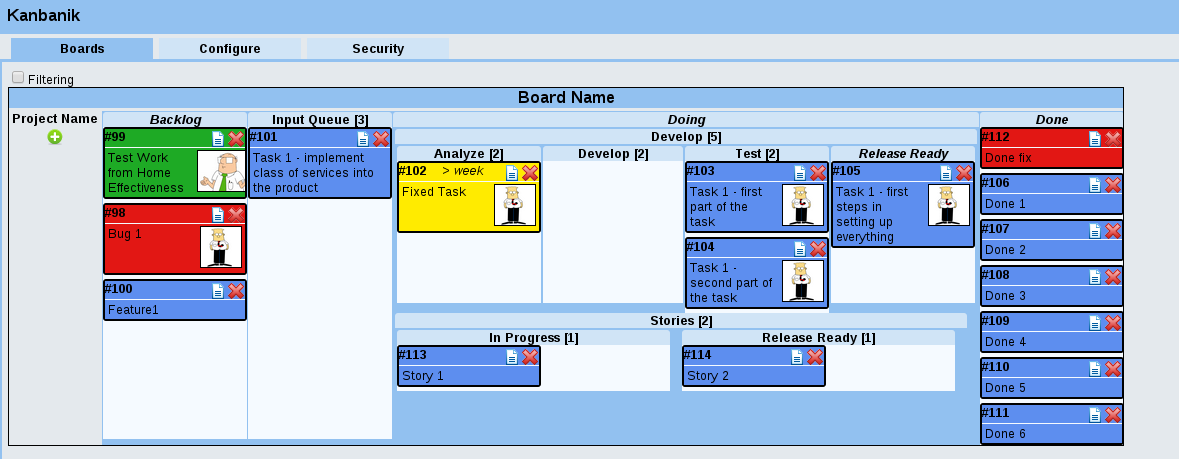 Kanbanik
Boards Configure Security
Filtering
Board Name
Project Name
Backlog
#99
Test Work
from Home
Effectiveness
#98
Bug 1
#100
Feature1
Input Queue [3]
#101
Task 1 - implement
class of services into
the product
Doing
Develop [5]
Analyze [2]
#102 > week
Fixed Task
Develop [2]
Test [2]
#103
Task 1 - first
part of the
task
#104
Task 1 -
second part of
the task
Release Ready
#105
Task 1 - first
steps in
setting up
everything
Stories [2]
In Progress [1]
#113
Story 1
Release Ready [1]
#114
Story 2
Done
#112
Done fix
#106
Done 1
#107
Done 2
#108
Done 3
#109
Done 4
#110
Done 5
#111
Done 6